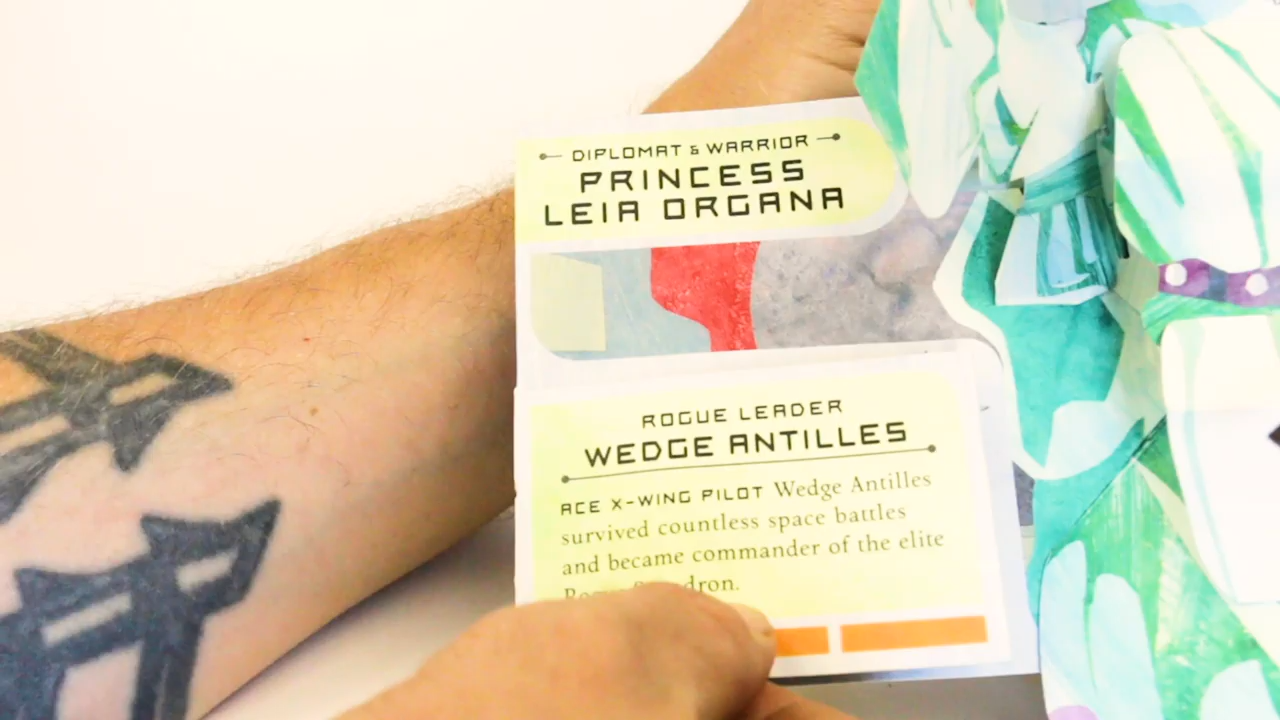 DIPLOMAT & WARRIOR
PRINCESS
LEIA ORGANA
ROGUE LEADER
WEDGE ANTILLES
ACE X-WING PILOT Wedge Antilles
survived countless space battles
and became commander of the elite